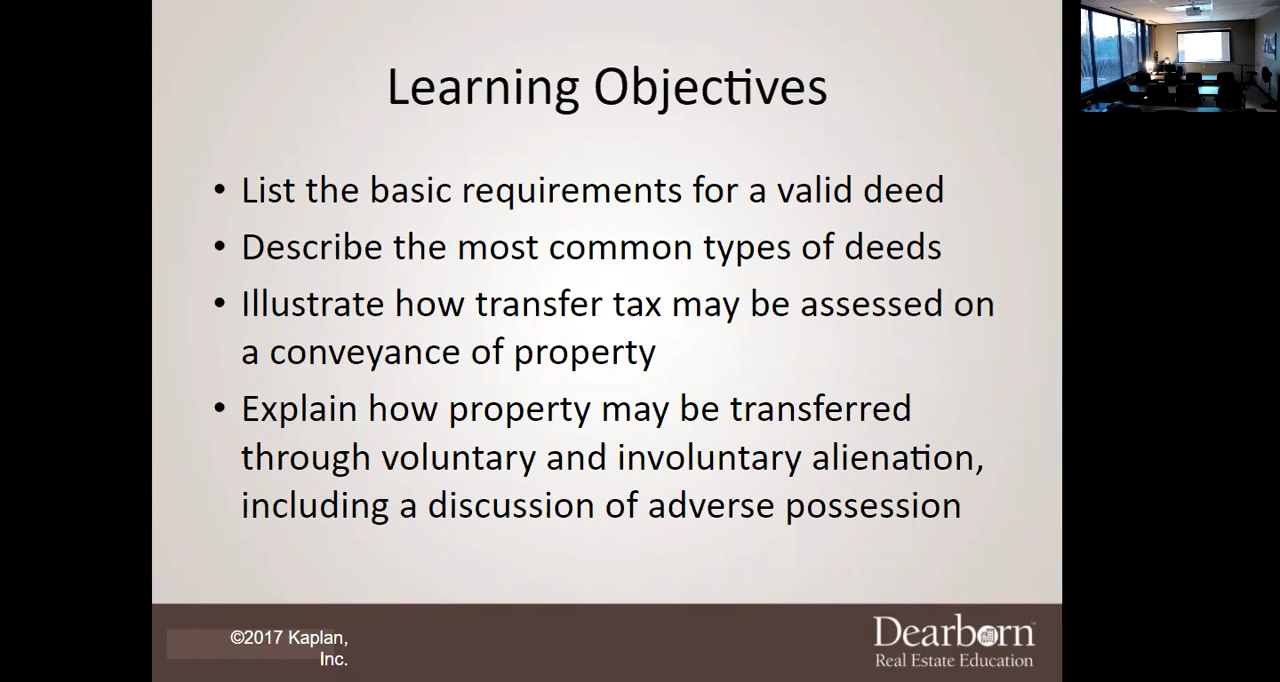 Learning Objectives
• List the basic requirements for a valid deed
• Describe the most common types of deeds
• Illustrate how transfer tax may be assessed on
a conveyance of property
• Explain how property may be transferred
through voluntary and involuntary alienation,
including a discussion of adverse possession
©2017 Kaplan,
Inc.
Dearborn™
Real Estate Education